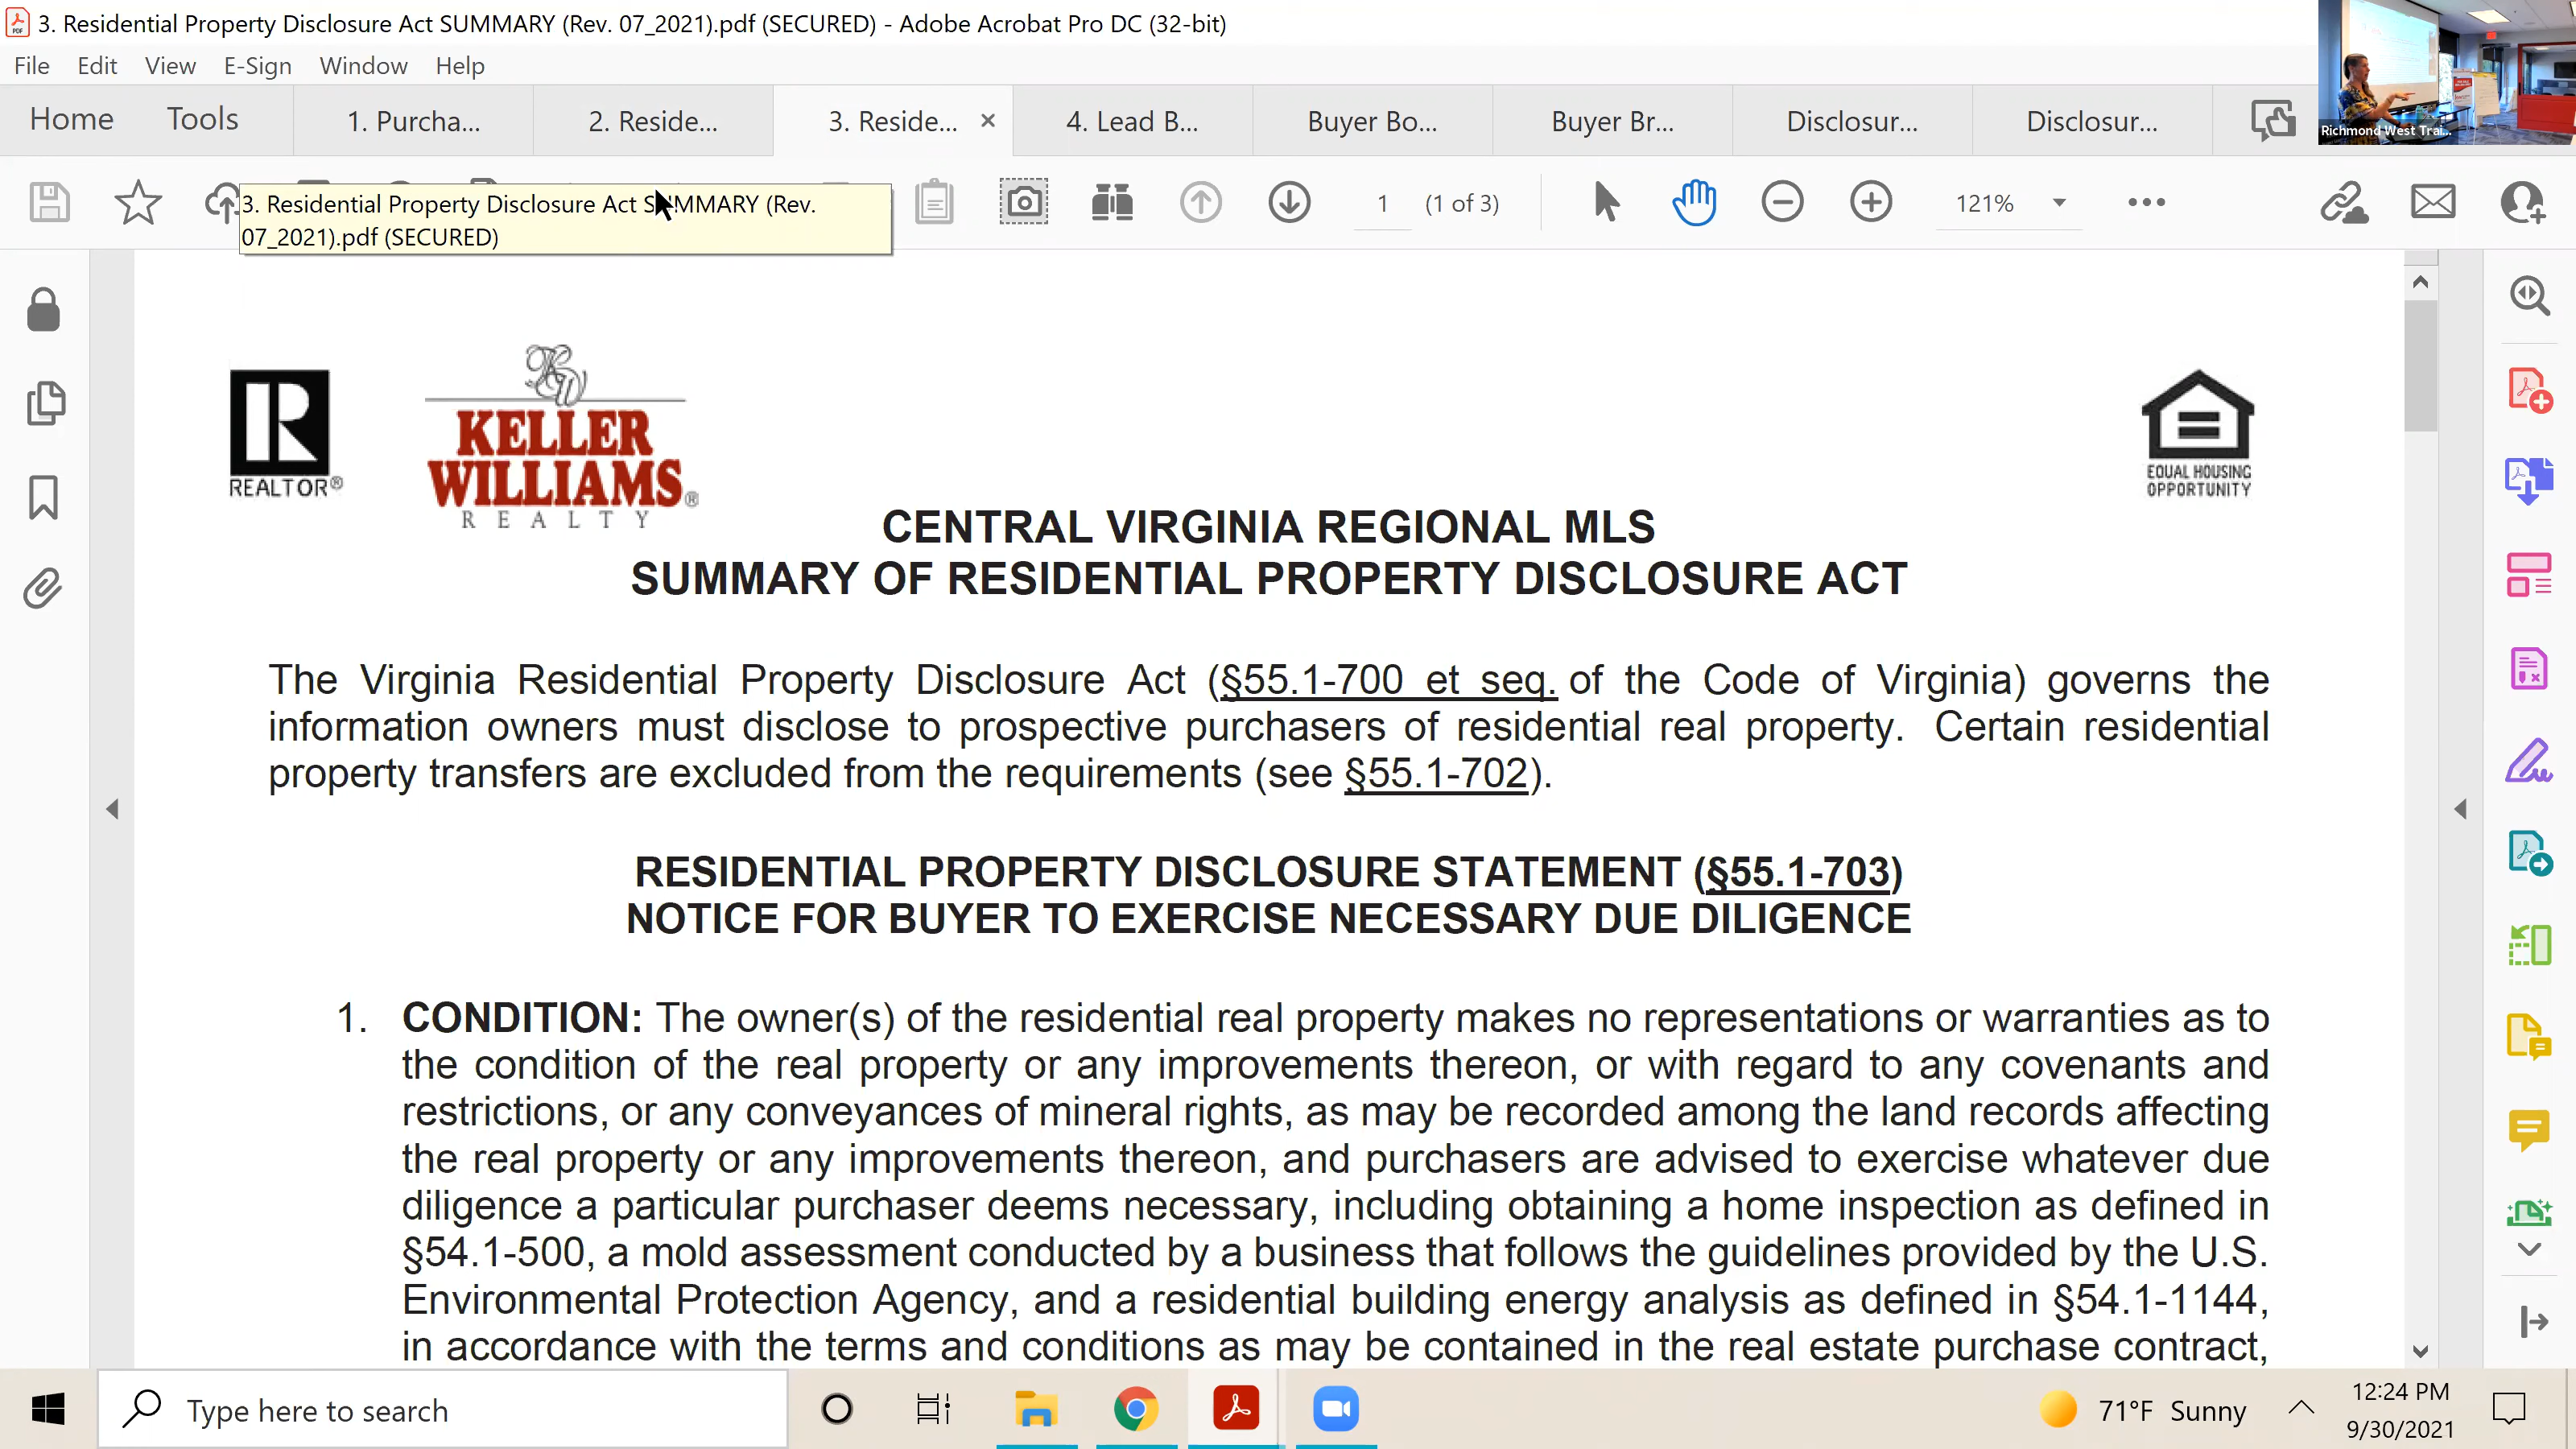 3. Residential Property Disclosure Act SUMMARY (Rev. 07_2021).pdf (SECURED) - Adobe Acrobat Pro DC (32-bit)
File Edit View E-Sign Window Help
Home Tools 1. Purcha... 2. Reside... 3. Reside... × 4. Lead B... Buyer Bo... Buyer Br... Disclosur... Disclosur...
Richmond West Trai...
3. Residential Property Disclosure Act SUMMARY (Rev.
07_2021).pdf (SECURED)
1 (1 of 3) 121%
REALTOR®
KW
KELLER
WILLIAMS®
REALTY
EQUAL HOUSING
OPPORTUNITY
CENTRAL VIRGINIA REGIONAL MLS
SUMMARY OF RESIDENTIAL PROPERTY DISCLOSURE ACT
The Virginia Residential Property Disclosure Act (§55.1-700 et seq. of the Code of Virginia) governs the
information owners must disclose to prospective purchasers of residential real property. Certain residential
property transfers are excluded from the requirements (see §55.1-702).
RESIDENTIAL PROPERTY DISCLOSURE STATEMENT (§55.1-703)
NOTICE FOR BUYER TO EXERCISE NECESSARY DUE DILIGENCE
1. CONDITION: The owner(s) of the residential real property makes no representations or warranties as to
the condition of the real property or any improvements thereon, or with regard to any covenants and
restrictions, or any conveyances of mineral rights, as may be recorded among the land records affecting
the real property or any improvements thereon, and purchasers are advised to exercise whatever due
diligence a particular purchaser deems necessary, including obtaining a home inspection as defined in
§54.1-500, a mold assessment conducted by a business that follows the guidelines provided by the U.S.
Environmental Protection Agency, and a residential building energy analysis as defined in §54.1-1144,
in accordance with the terms and conditions as may be contained in the real estate purchase contract,
Type here to search
71°F Sunny
12:24 PM
9/30/2021